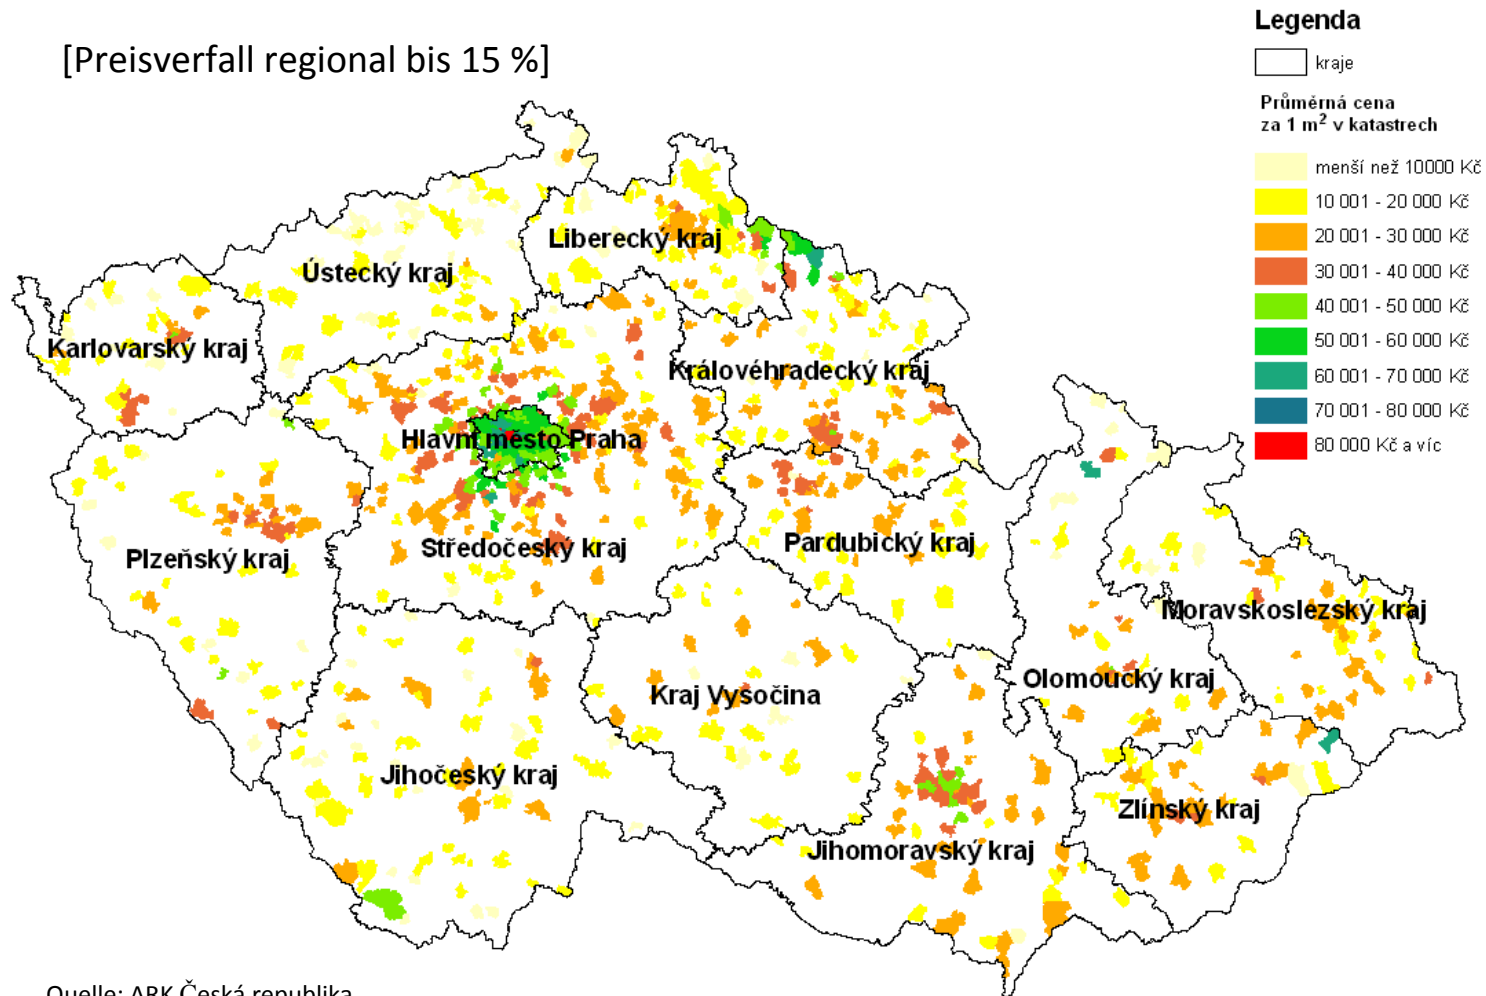 [Preisverfall regional bis 15 %]
Legenda
kraje
Průměrná cena
za 1 m² v katastrech
menší než 10000 Kč
10 001 - 20 000 Kč
20 001 - 30 000 Kč
30 001 - 40 000 Kč
40 001 - 50 000 Kč
50 001 - 60 000 Kč
60 001 - 70 000 Kč
70 001 - 80 000 Kč
80 000 Kč a víc
Liberecký kraj
Ústecký kraj
Karlovarský kraj
Královéhradecký kraj
Hlavní město Praha
Středočeský kraj
Pardubický kraj
Plzeňský kraj
Moravskoslezský kraj
Olomoucký kraj
Kraj Vysočina
Jihočeský kraj
Zlínský kraj
Jihomoravský kraj
Quelle: ARK Česká republika